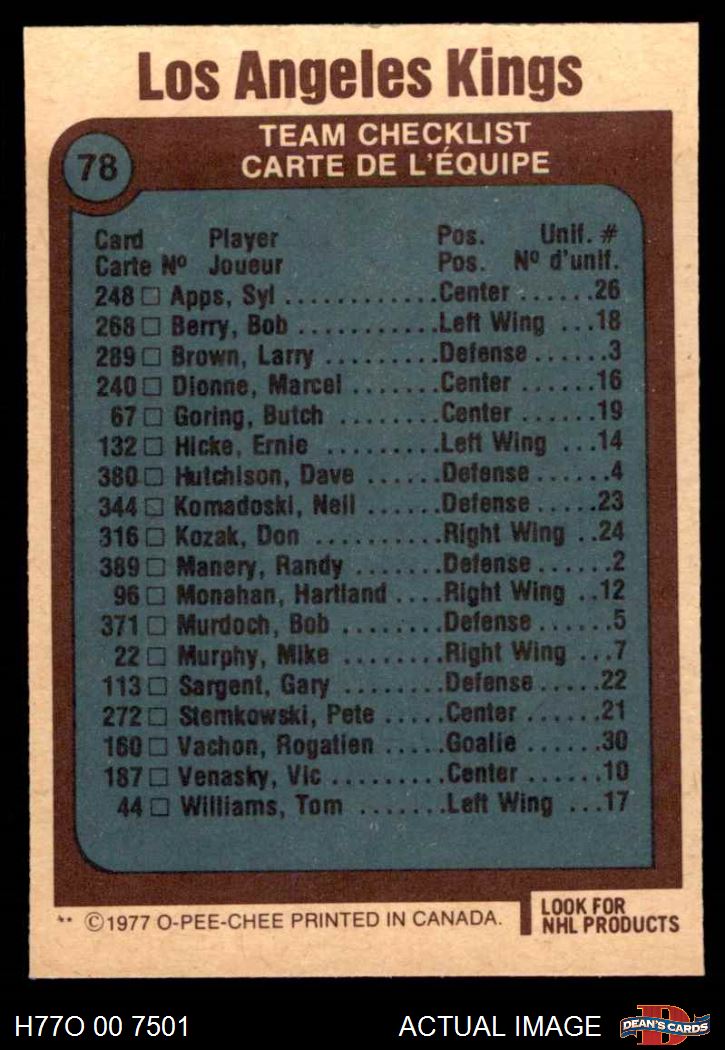 Los Angeles Kings
78
TEAM CHECKLIST
CARTE DE L'ÉQUIPE
Card Player Pos. Unif. #
Carte Nº Joueur Pos. Nº d'unif.
248 □ Apps, Syl ............Center ......26
268 □ Berry, Bob ...........Left Wing ...18
289 □ Brown, Larry .........Defense ......3
240 □ Dionne, Marcel .......Center ......16
67 □ Goring, Butch .........Center ......19
132 □ Hicke, Ernie .........Left Wing ...14
380 □ Hutchison, Dave ......Defense ......4
344 □ Komadoski, Neil ......Defense .....23
316 □ Kozak, Don ..........Right Wing ..24
389 □ Manery, Randy .......Defense ......2
96 □ Monahan, Hartland ....Right Wing ..12
371 □ Murdoch, Bob ........Defense ......5
22 □ Murphy, Mike ........Right Wing ...7
113 □ Sargent, Gary ........Defense .....22
272 □ Stemkowski, Pete .....Center ......21
160 □ Vachon, Rogatien .....Goalie ......30
187 □ Venasky, Vic .........Center ......10
44 □ Williams, Tom .......Left Wing ...17
** ©1977 O-PEE-CHEE PRINTED IN CANADA.
LOOK FOR
NHL PRODUCTS
H77O 00 7501 ACTUAL IMAGE
D
DEAN'S CARDS